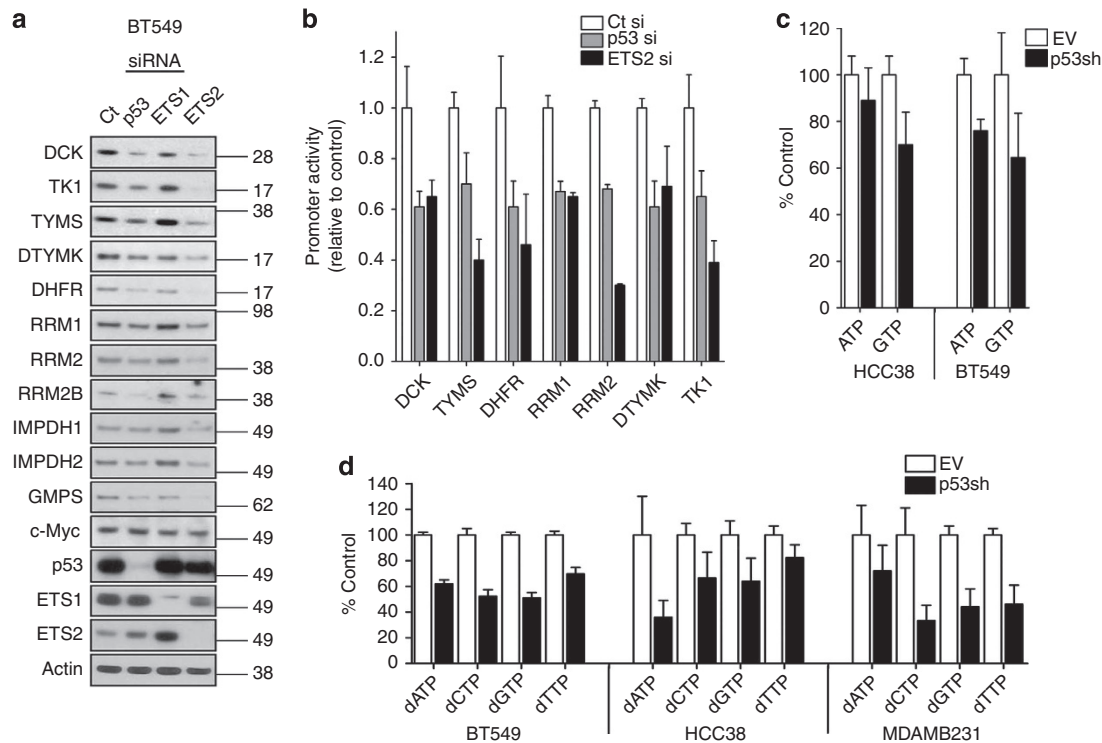 a
BT549
siRNA
Ct p53 ETS1 ETS2
DCK 28
TK1 17
38
TYMS
DTYMK 17
DHFR 17
98
RRM1
RRM2 38
RRM2B 38
IMPDH1 49
IMPDH2 49
GMPS 62
c-Myc 49
p53 49
ETS1 49
ETS2 49
Actin 38
b
Ct si
p53 si
ETS2 si
Promoter activity
(relative to control)
1.2
1.0
0.8
0.6
0.4
0.2
0.0
DCK TYMS DHFR RRM1 RRM2 DTYMK TK1
c
EV
p53sh
% Control
120
100
80
60
40
20
0
ATP GTP ATP GTP
HCC38 BT549
d
EV
p53sh
% Control
140
120
100
80
60
40
20
0
dATP dCTP dGTP dTTP dATP dCTP dGTP dTTP dATP dCTP dGTP dTTP
BT549 HCC38 MDAMB231